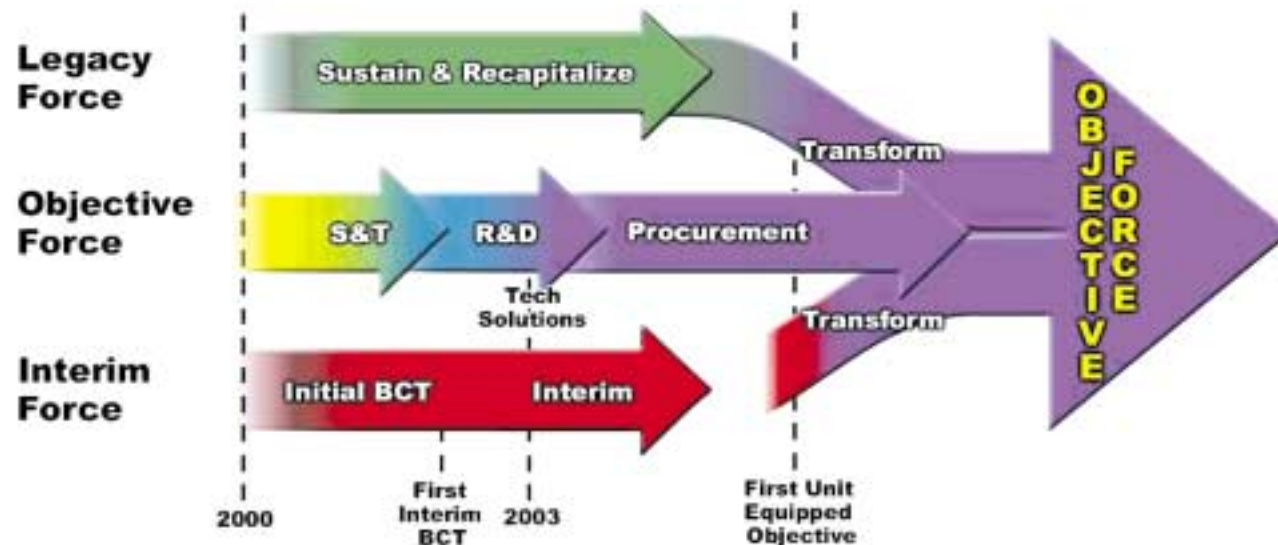 Legacy
Force
Sustain & Recapitalize
Transform
Objective
Force
S&T
R&D
Procurement
Tech
Solutions
Transform
Interim
Force
Initial BCT
Interim
OBJECTIVE
FORCE
2000
First
Interim
BCT
2003
First Unit
Equipped
Objective